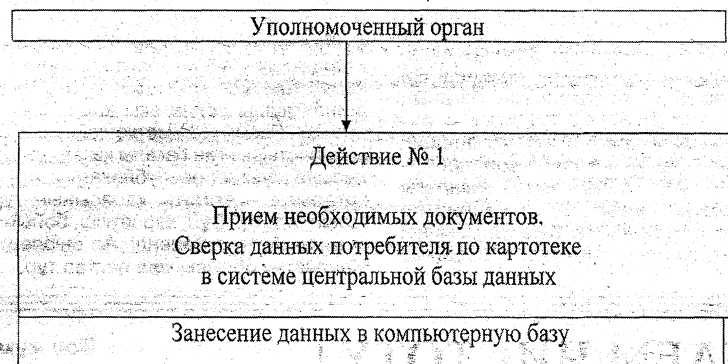 Уполномоченный орган
Действие № 1
Прием необходимых документов.
Сверка данных потребителя по картотеке
в системе центральной базы данных
Занесение данных в компьютерную базу